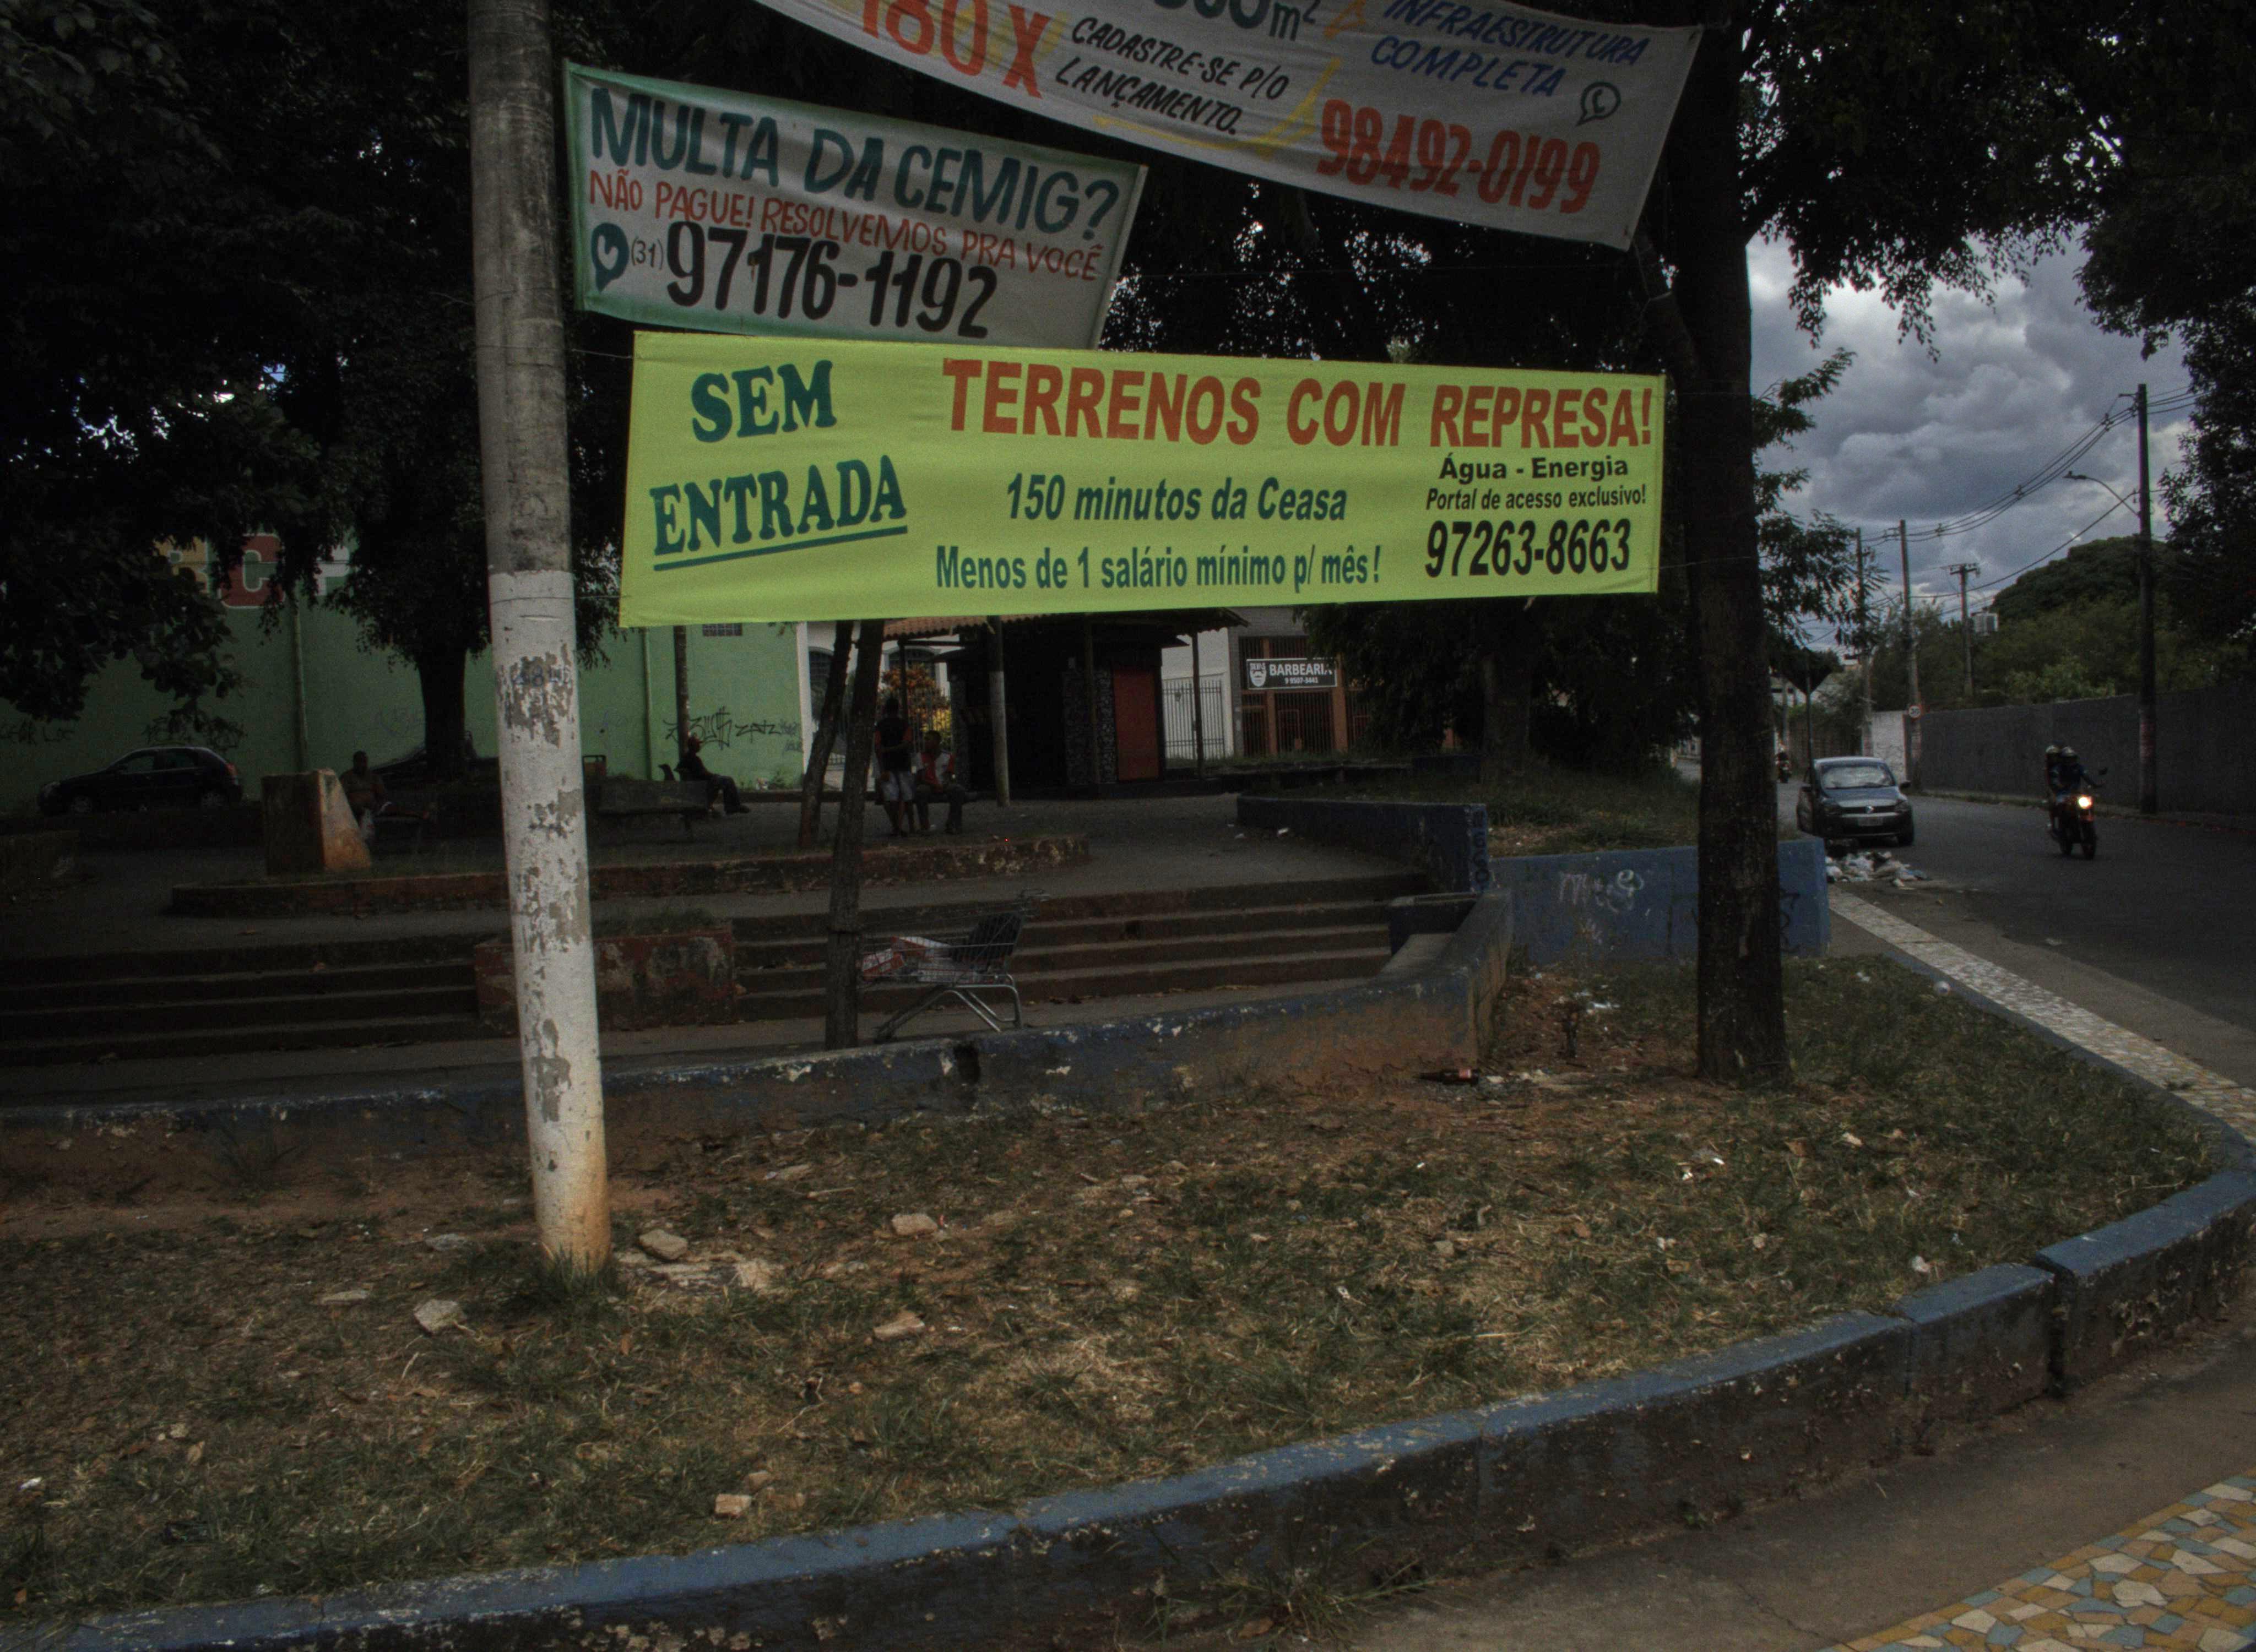 180X
m²
CADASTRE-SE P/O
LANÇAMENTO.
INFRAESTRUTURA
COMPLETA
98492-0199
MULTA DA CEMIG?
NÃO PAGUE! RESOLVEMOS PRA VOCÊ
(31) 97176-1192
SEM
ENTRADA
TERRENOS COM REPRESA!
150 minutos da Ceasa
Menos de 1 salário mínimo p/ mês!
Água - Energia
Portal de acesso exclusivo!
97263-8663
BARBEARIA